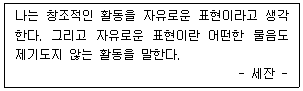 나는 창조적인 활동을 자유로운 표현이라고 생각
한다. 그리고 자유로운 표현이란 어떠한 물음도
제기도지 않는 활동을 말한다.
- 세잔 -